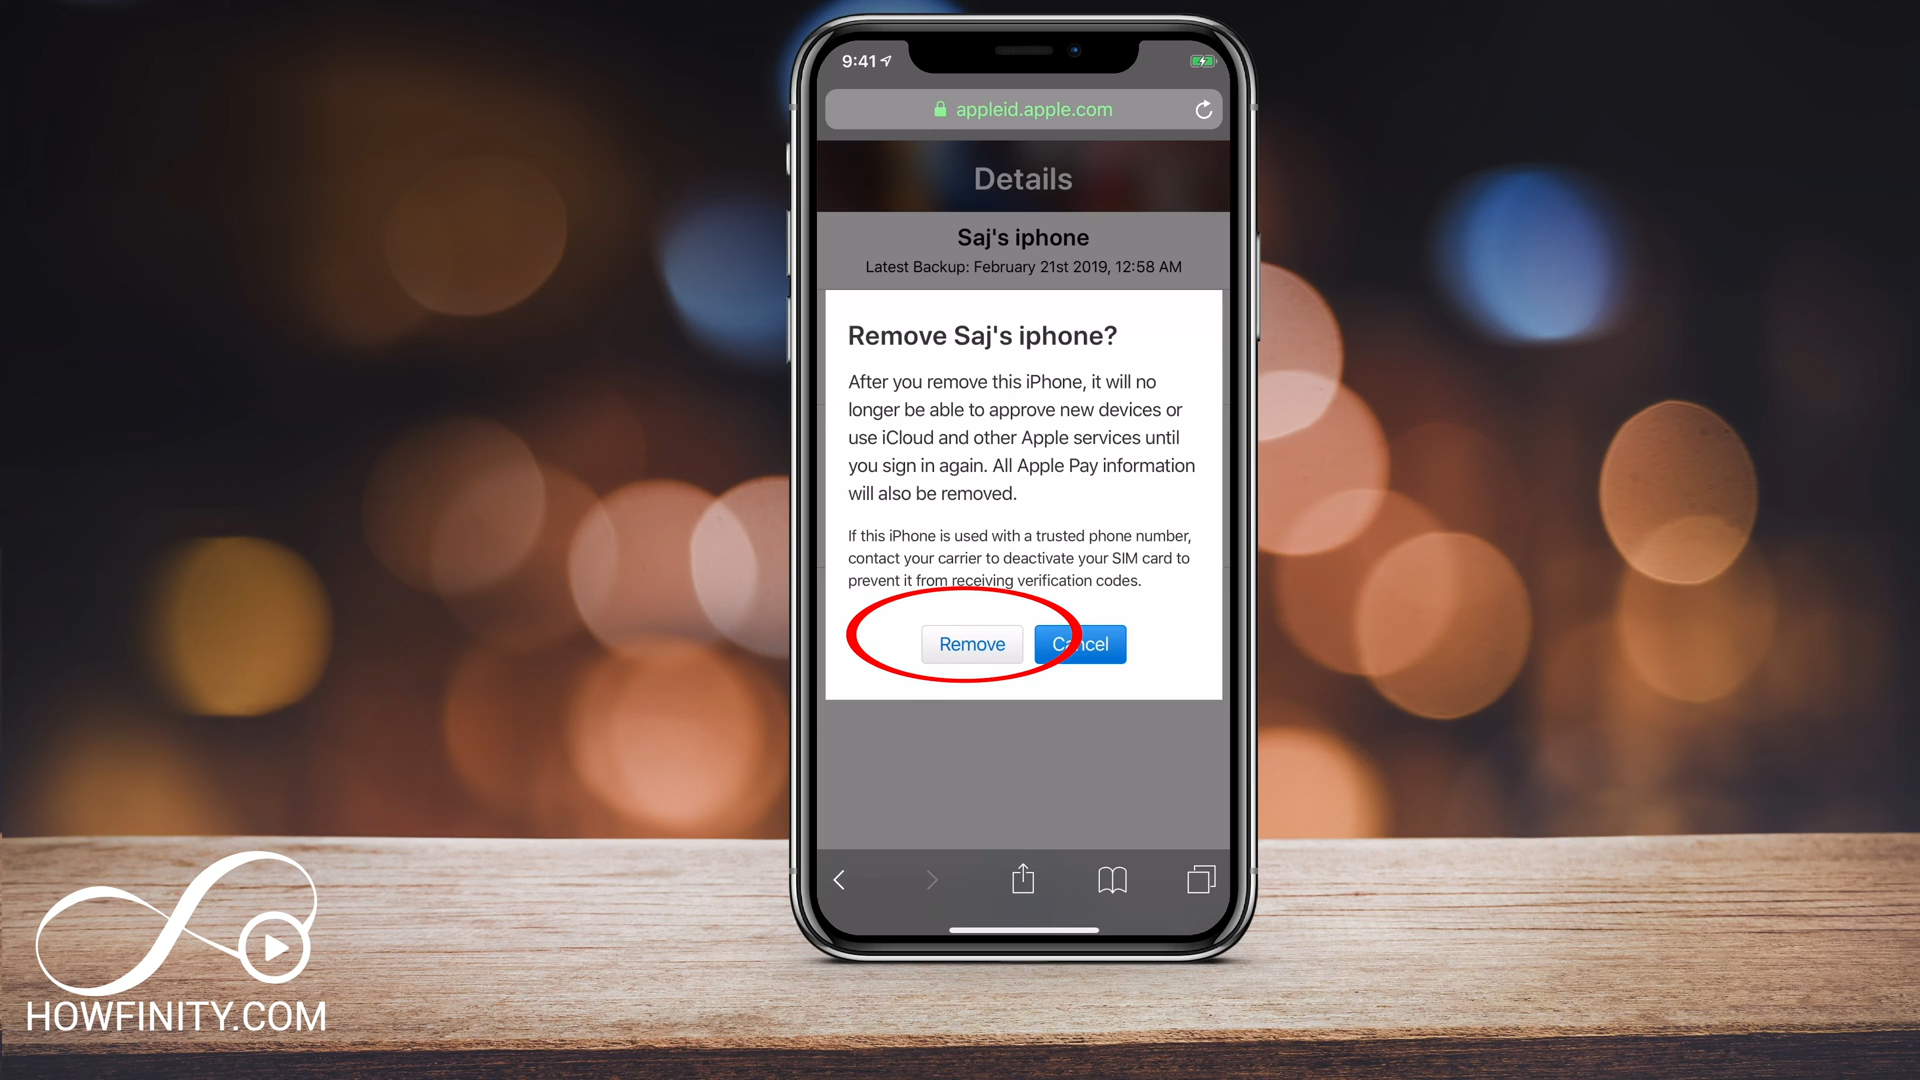 9:41
appleid.apple.com
Details
Saj's iphone
Latest Backup: February 21st 2019, 12:58 AM
Remove Saj's iphone?
After you remove this iPhone, it will no
longer be able to approve new devices or
use iCloud and other Apple services until
you sign in again. All Apple Pay information
will also be removed.
If this iPhone is used with a trusted phone number,
contact your carrier to deactivate your SIM card to
prevent it from receiving verification codes.
Remove Cancel
HOWFINITY.COM